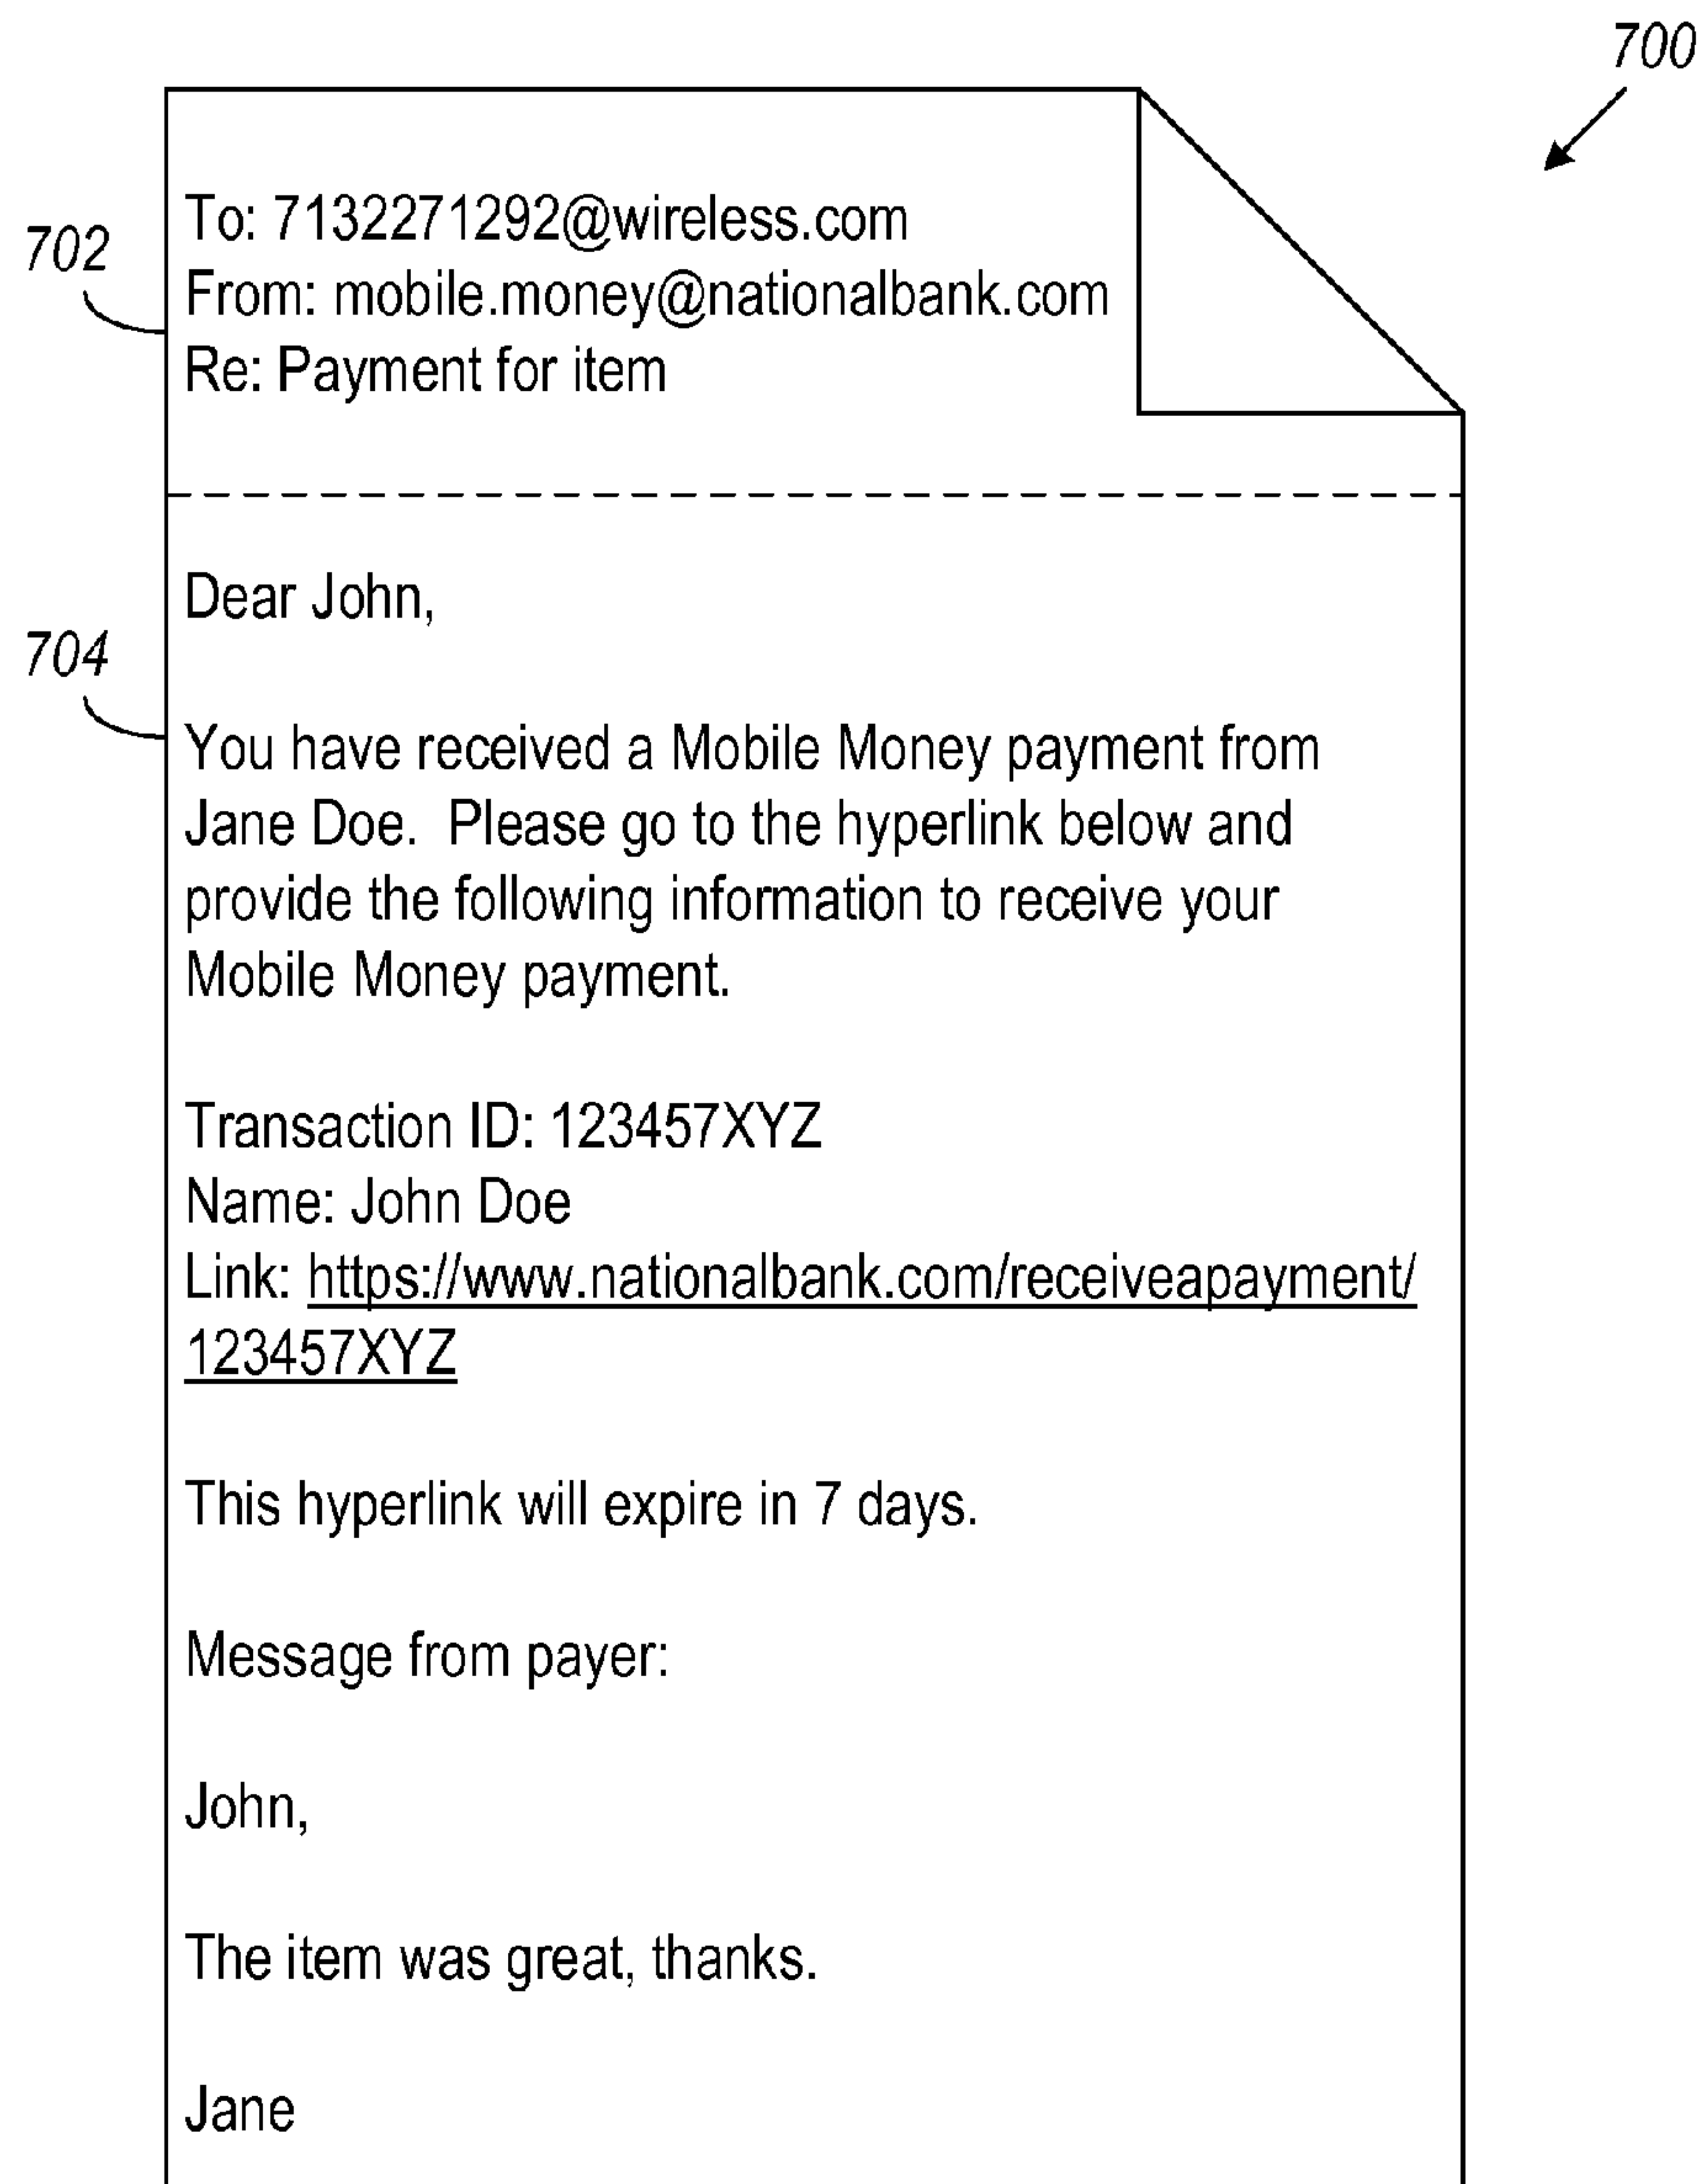 700
702
To: 7132271292@wireless.com
From: mobile.money@nationalbank.com
Re: Payment for item
Dear John,
704
You have received a Mobile Money payment from
Jane Doe.  Please go to the hyperlink below and
provide the following information to receive your
Mobile Money payment.
Transaction ID: 123457XYZ
Name: John Doe
Link: https://www.nationalbank.com/receiveapayment/
123457XYZ
This hyperlink will expire in 7 days.
Message from payer:
John,
The item was great, thanks.
Jane